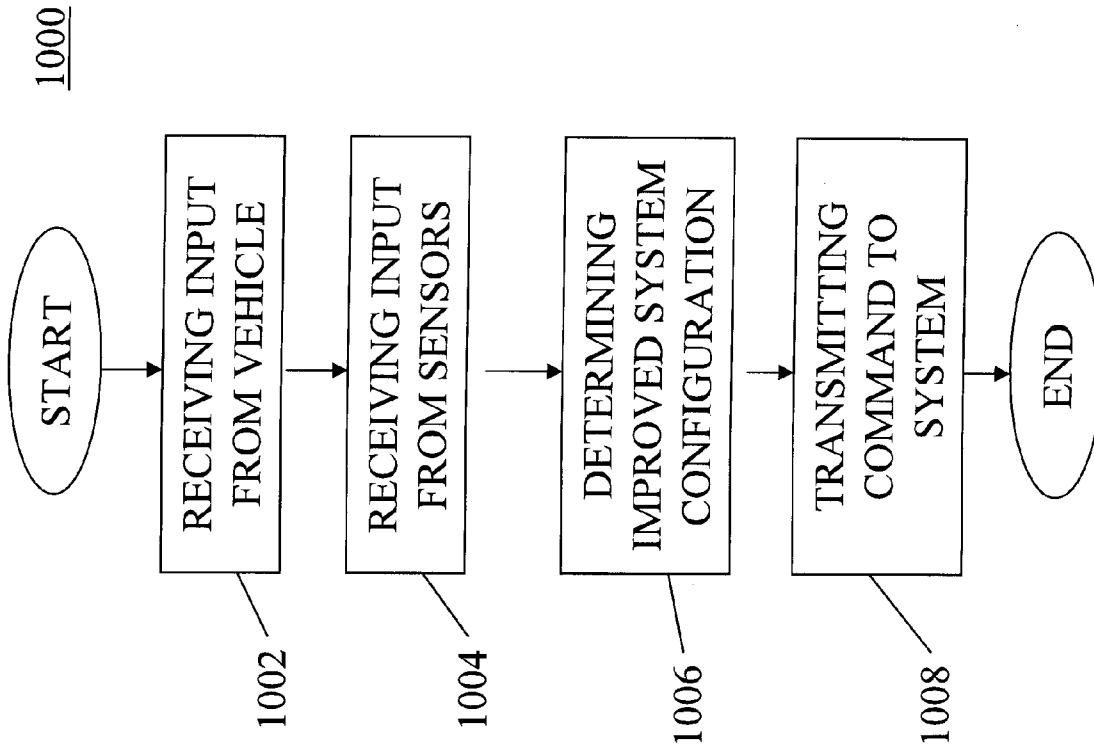 1000
START
RECEIVING INPUT
FROM VEHICLE
1002
RECEIVING INPUT
FROM SENSORS
1004
DETERMINING
IMPROVED SYSTEM
CONFIGURATION
1006
TRANSMITTING
COMMAND TO
SYSTEM
1008
END